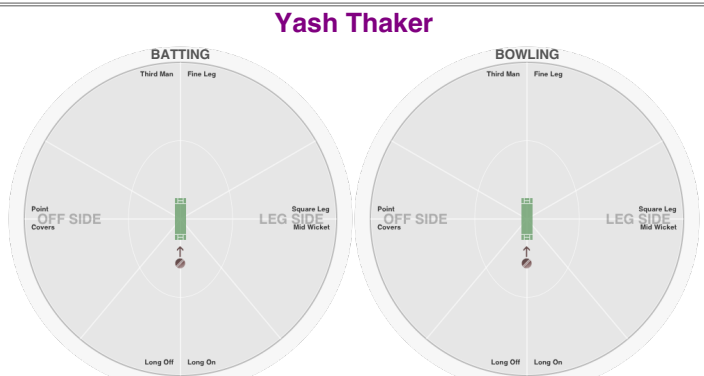 Yash Thaker
BATTING
Third Man Fine Leg
Point
OFF SIDE
Covers
Square Leg
LEG SIDE
Mid Wicket
Long Off Long On
BOWLING
Third Man Fine Leg
Point
OFF SIDE
Covers
Square Leg
LEG SIDE
Mid Wicket
Long Off Long On